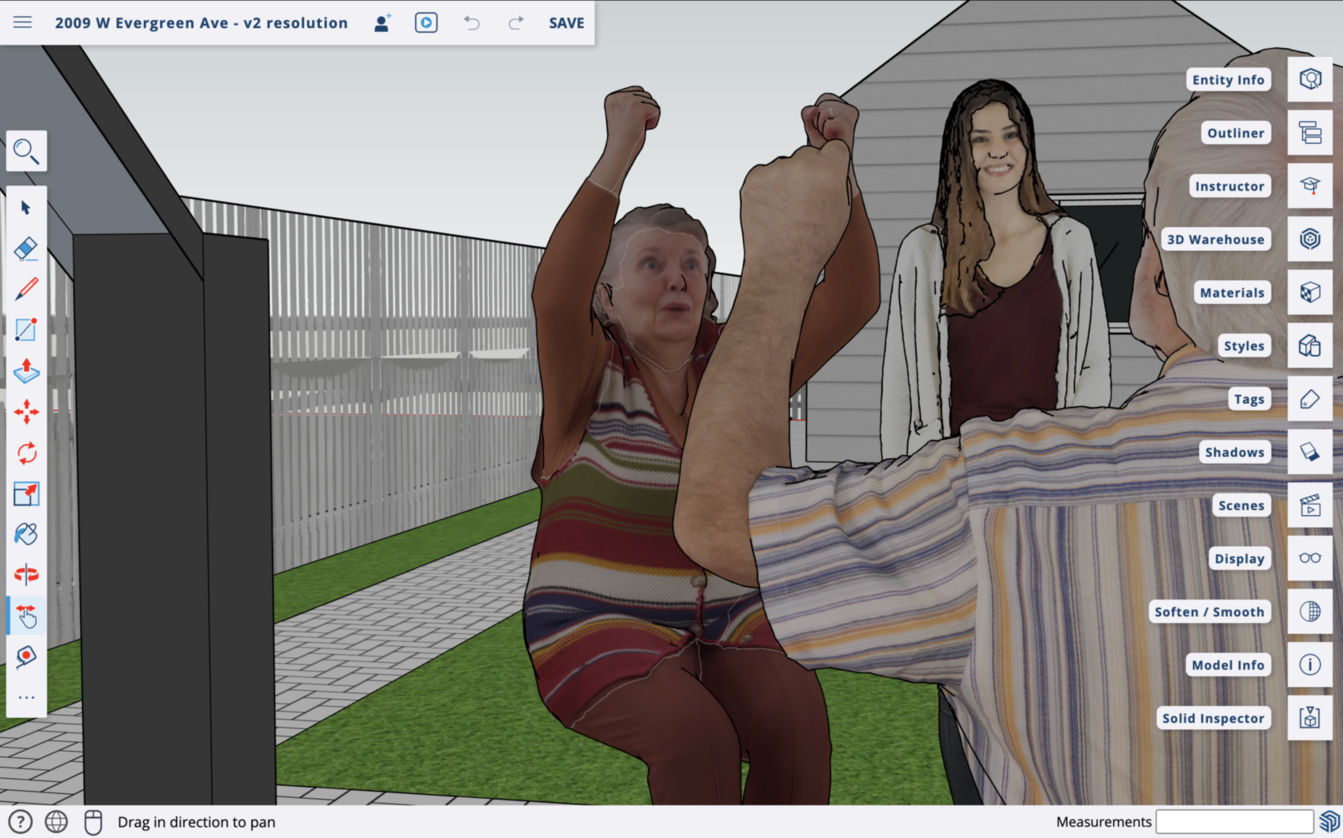 2009 W Evergreen Ave - v2 resolution
SAVE
Entity Info
Outliner
Instructor
3D Warehouse
Materials
Styles
Tags
Shadows
Scenes
Display
Soften / Smooth
Model Info
Solid Inspector
Drag in direction to pan
Measurements